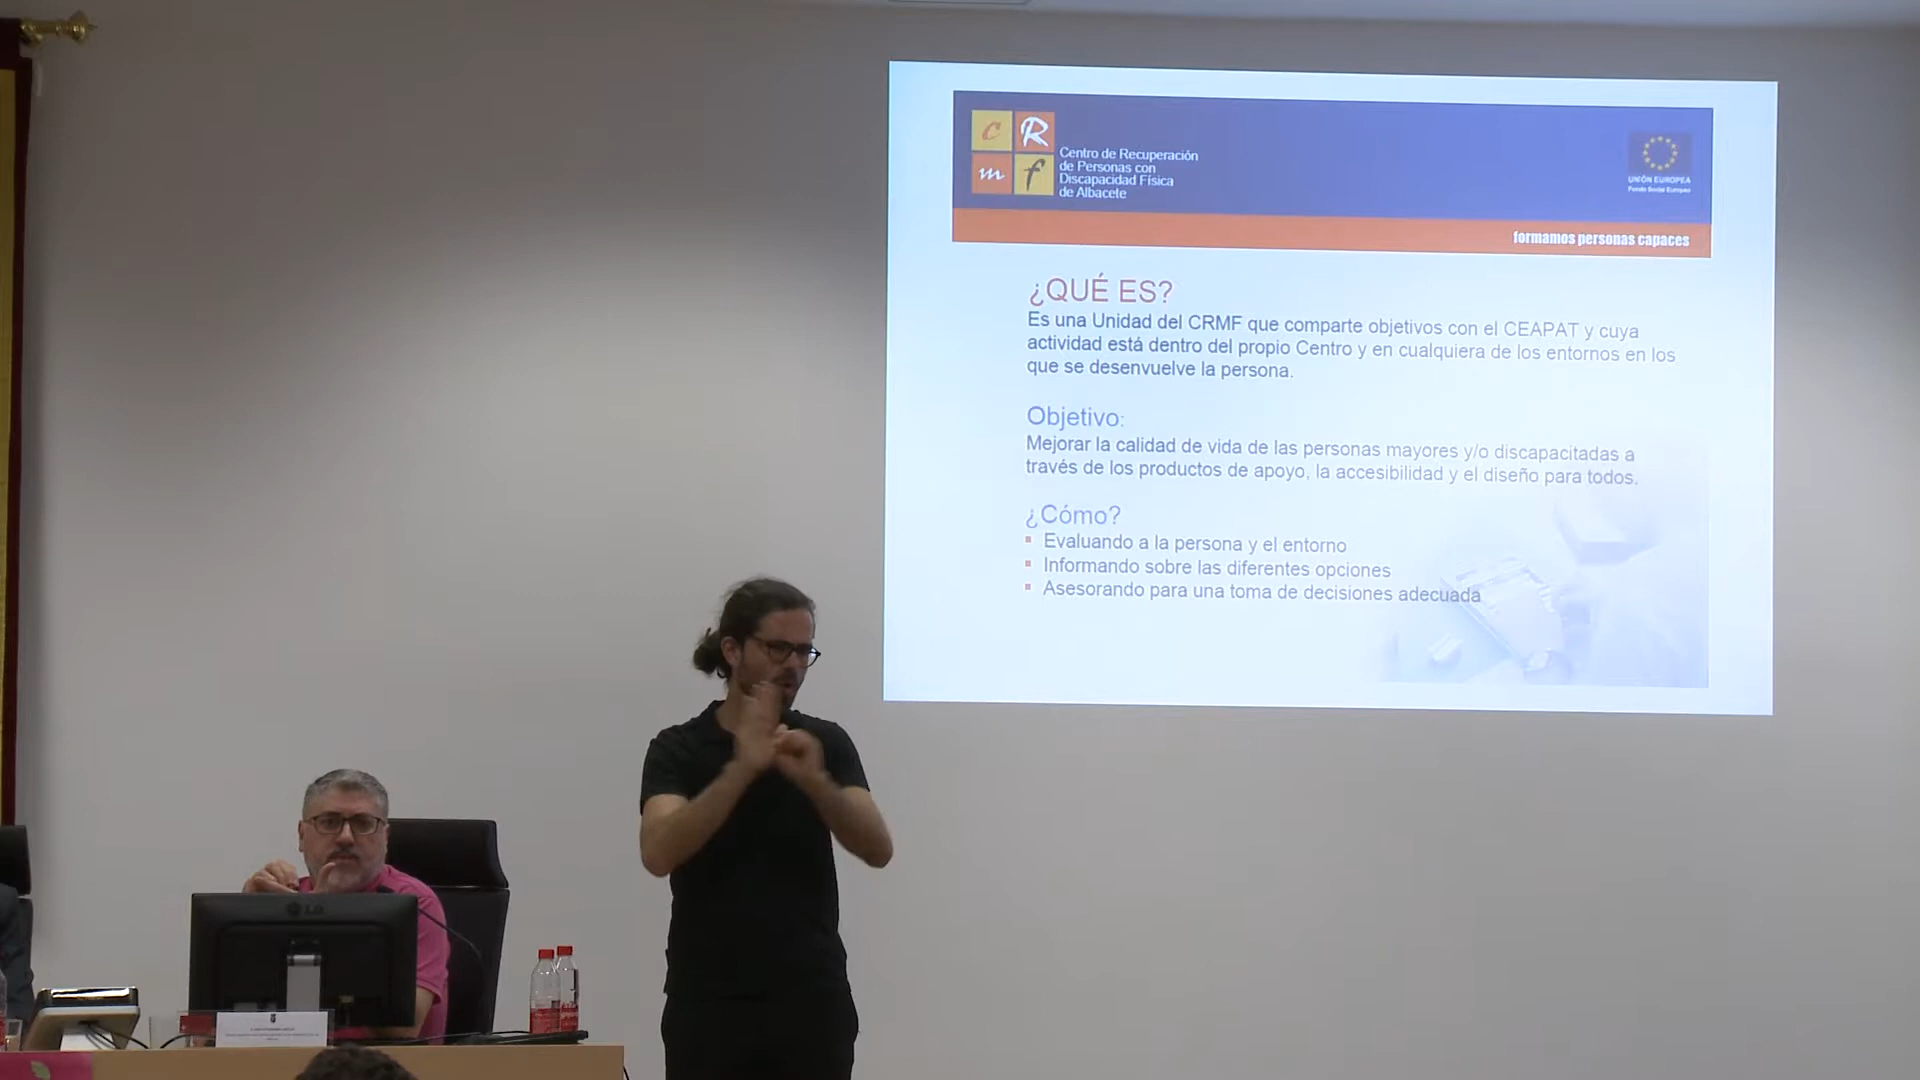 CRmf
Centro de Recuperación
de Personas con
Discapacidad Física
de Albacete
UNIÓN EUROPEA
Fondo Social Europeo
formamos personas capaces
¿QUÉ ES?
Es una Unidad del CRMF que comparte objetivos con el CEAPAT y cuya
actividad está dentro del propio Centro y en cualquiera de los entornos en los
que se desenvuelve la persona.
Objetivo:
Mejorar la calidad de vida de las personas mayores y/o discapacitadas a
través de los productos de apoyo, la accesibilidad y el diseño para todos.
¿Cómo?
Evaluando a la persona y el entorno
Informando sobre las diferentes opciones
Asesorando para una toma de decisiones adecuada
LG